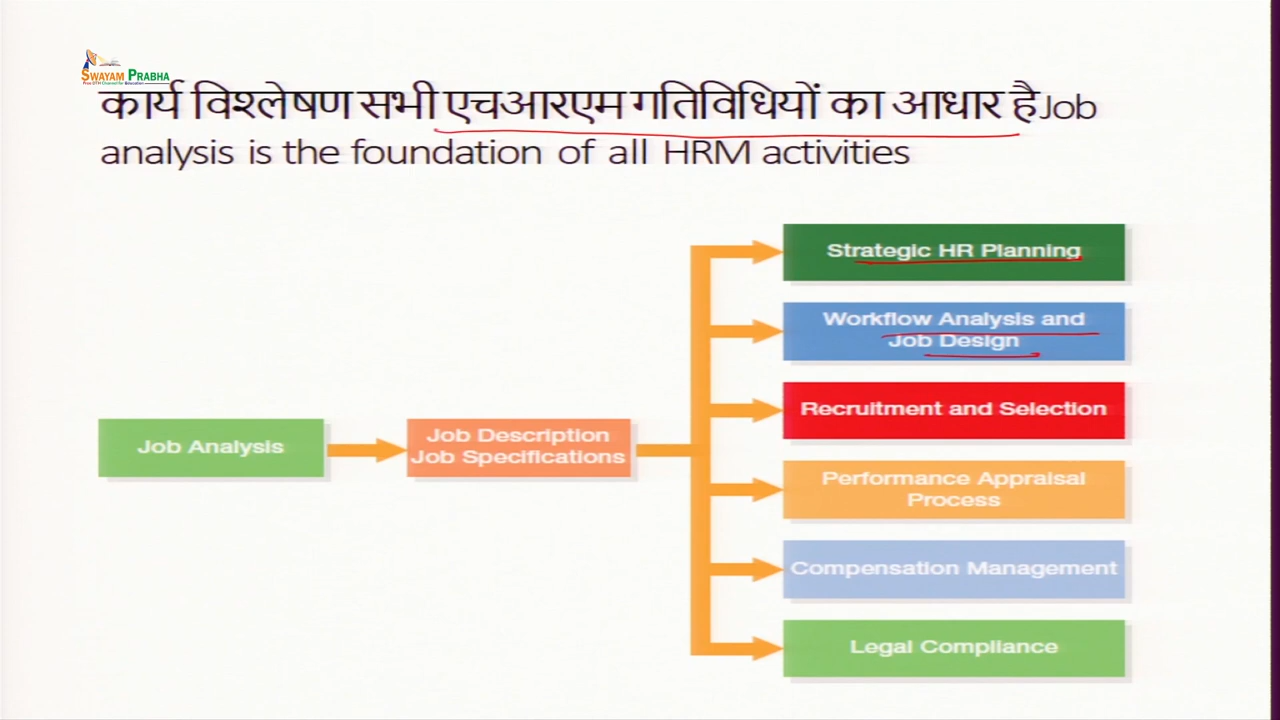 SWAYAM PRABHA
कार्य विश्लेषण सभी एचआरएम गतिविधियों का आधार हैJob
analysis is the foundation of all HRM activities
Strategic HR Planning
Workflow Analysis and
Job Design
Recruitment and Selection
Job Analysis
Job Description
Job Specifications
Performance Appraisal
Process
Compensation Management
Legal Compliance